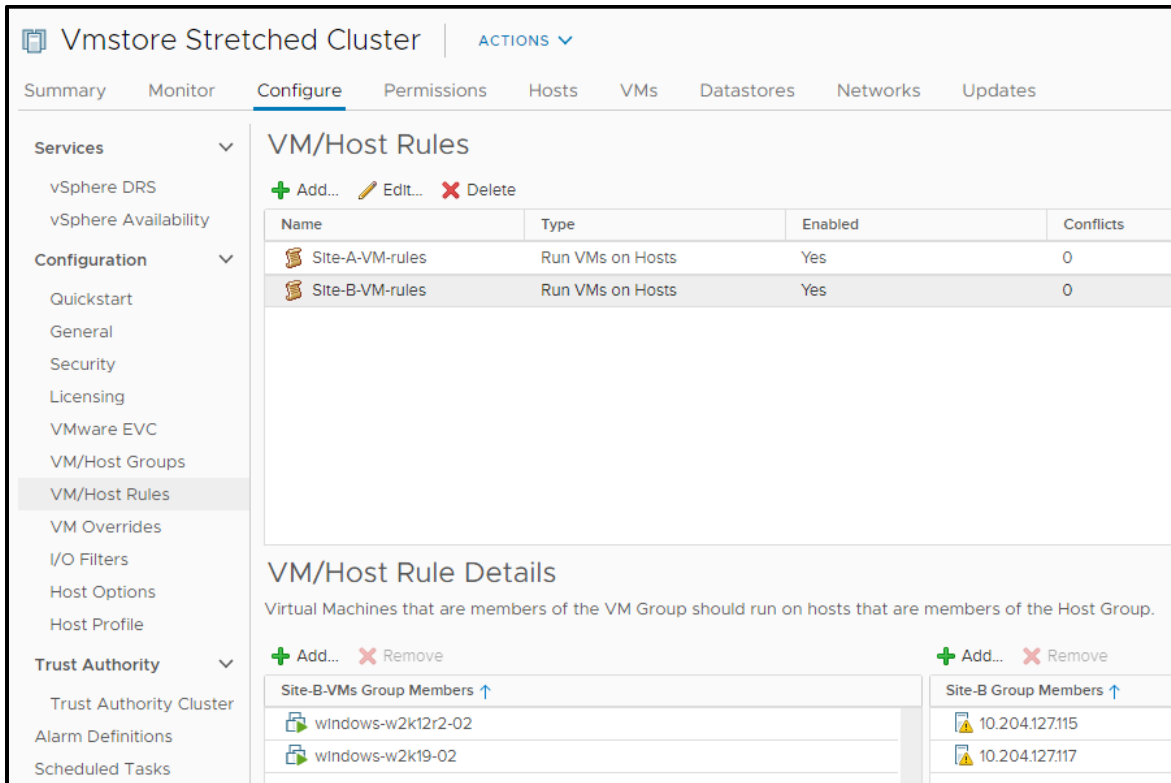 Vmstore Stretched Cluster
ACTIONS
Summary Monitor Configure Permissions Hosts VMs Datastores Networks Updates
Services
vSphere DRS
vSphere Availability
Configuration
Quickstart
General
Security
Licensing
VMware EVC
VM/Host Groups
VM/Host Rules
VM Overrides
I/O Filters
Host Options
Host Profile
Trust Authority
Trust Authority Cluster
Alarm Definitions
Scheduled Tasks
VM/Host Rules
Add... Edit... Delete
Name Type Enabled Conflicts
Site-A-VM-rules Run VMs on Hosts Yes 0
Site-B-VM-rules Run VMs on Hosts Yes 0
VM/Host Rule Details
Virtual Machines that are members of the VM Group should run on hosts that are members of the Host Group.
Add... Remove
Site-B-VMs Group Members ↑
windows-w2k12r2-02
windows-w2k19-02
Add... Remove
Site-B Group Members ↑
10.204.127.115
10.204.127.117